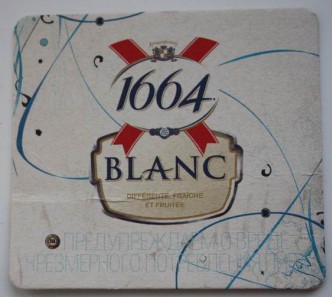 1664
BLANC
DIFFÉRENTE, FRAÎCHE
ET FRUITÉE
ПРЕДУПРЕЖДАЕМ О ВРЕДЕ
ЧРЕЗМЕРНОГО ПОТРЕБЛЕНИЯ ПИВА